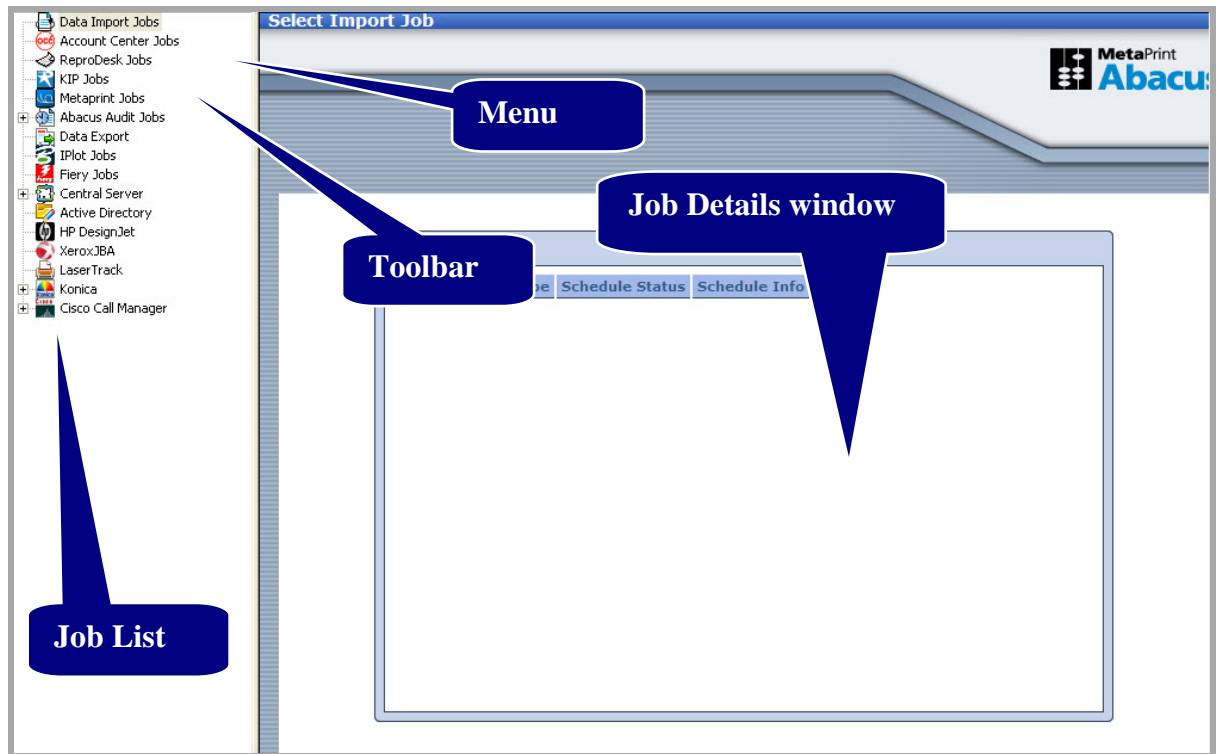 Data Import Jobs
Account Center Jobs
ReproDesk Jobs
KIP Jobs
Metaprint Jobs
Abacus Audit Jobs
Data Export
IPlot Jobs
Fiery Jobs
Central Server
Active Directory
HP DesignJet
XeroxJBA
LaserTrack
Konica
Cisco Call Manager
Select Import Job
MetaPrint
Abacu
Menu
Job Details window
Toolbar
Schedule Status Schedule Info
Job List